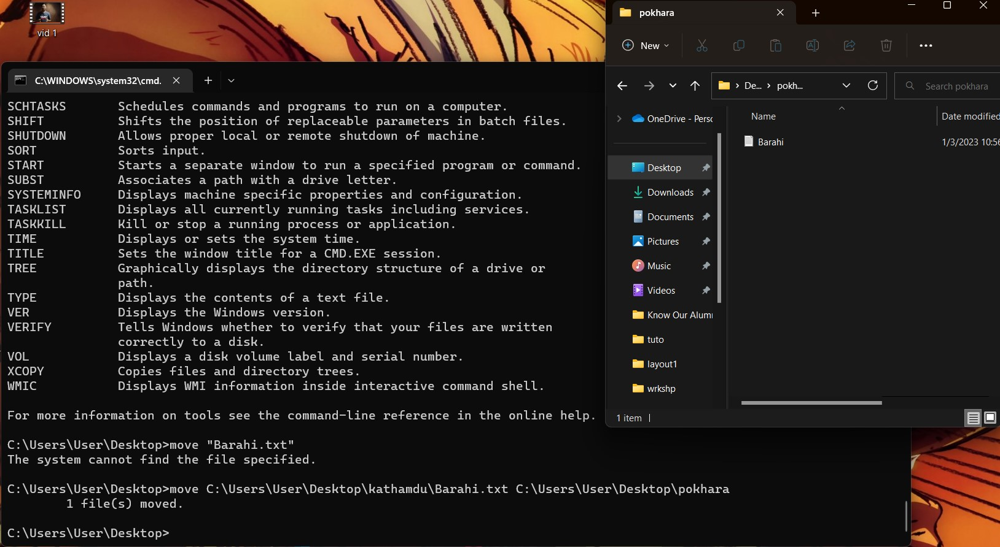 vid 1
C:\WINDOWS\system32\cmd.
SCHTASKS Schedules commands and programs to run on a computer.
SHIFT Shifts the position of replaceable parameters in batch files.
SHUTDOWN Allows proper local or remote shutdown of machine.
SORT Sorts input.
START Starts a separate window to run a specified program or command.
SUBST Associates a path with a drive letter.
SYSTEMINFO Displays machine specific properties and configuration.
TASKLIST Displays all currently running tasks including services.
TASKKILL Kill or stop a running process or application.
TIME Displays or sets the system time.
TITLE Sets the window title for a CMD.EXE session.
TREE Graphically displays the directory structure of a drive or
path.
TYPE Displays the contents of a text file.
VER Displays the Windows version.
VERIFY Tells Windows whether to verify that your files are written
correctly to a disk.
VOL Displays a disk volume label and serial number.
XCOPY Copies files and directory trees.
WMIC Displays WMI information inside interactive command shell.
For more information on tools see the command-line reference in the online help.
C:\Users\User\Desktop>move "Barahi.txt"
The system cannot find the file specified.
C:\Users\User\Desktop>move C:\Users\User\Desktop\kathamdu\Barahi.txt C:\Users\User\Desktop\pokhara
1 file(s) moved.
C:\Users\User\Desktop>
pokhara
New
De... pokh... Search pokhara
Name Date modified
OneDrive - Perso
Barahi 1/3/2023 10:56
Desktop
Downloads
Documents
Pictures
Music
Videos
Know Our Alum
tuto
layout1
wrkshp
1 item